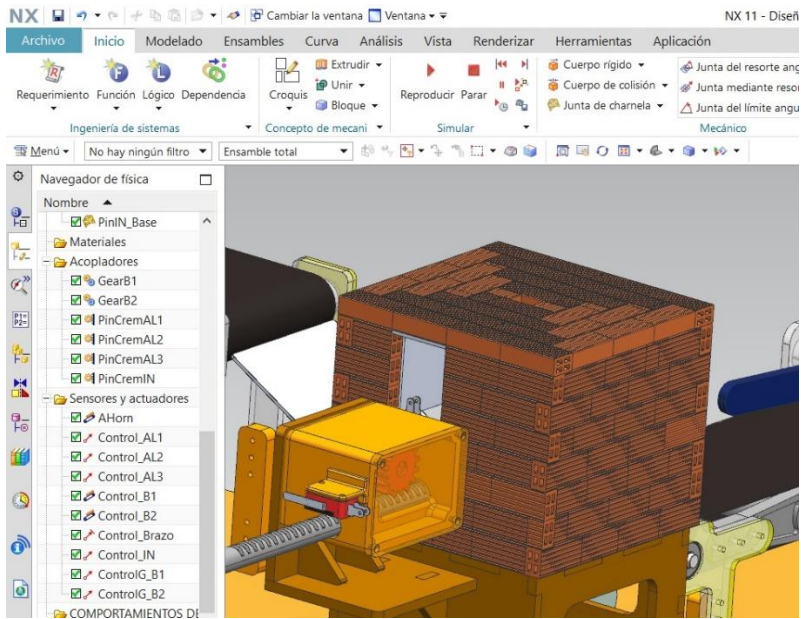 NX Cambiar la ventana Ventana NX 11 - Diseñ
Archivo Inicio Modelado Ensambles Curva Análisis Vista Renderizar Herramientas Aplicación
Requerimiento Función Lógico Dependencia
Ingeniería de sistemas
Croquis
Extrudir
Unir
Bloque
Concepto de mecani
Reproducir Parar
Simular
Cuerpo rígido
Cuerpo de colisión
Junta de charnela
Junta del resorte ang
Junta mediante resor
Junta del límite angu
Mecánico
Menú No hay ningún filtro Ensamble total
Navegador de física
Nombre
PinIN_Base
Materiales
Acopladores
GearB1
GearB2
PinCremAL1
PinCremAL2
PinCremAL3
PinCremIN
Sensores y actuadores
AHorn
Control_AL1
Control_AL2
Control_AL3
Control_B1
Control_B2
Control_Brazo
Control_IN
ControlG_B1
ControlG_B2
COMPORTAMIENTOS DE